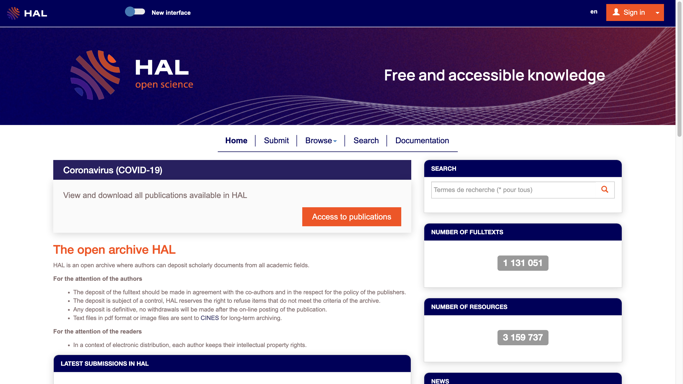 HAL
New interface
en
Sign in
HAL
open science
Free and accessible knowledge
Home
Submit
Browse
Search
Documentation
Coronavirus (COVID-19)
View and download all publications available in HAL
Access to publications
The open archive HAL
HAL is an open archive where authors can deposit scholarly documents from all academic fields.
For the attention of the authors
• The deposit of the fulltext should be made in agreement with the co-authors and in the respect for the policy of the publishers.
• The deposit is subject of a control, HAL reserves the right to refuse items that do not meet the criteria of the archive.
• Any deposit is definitive, no withdrawals will be made after the on-line posting of the publication.
• Text files in pdf format or image files are sent to CINES for long-term archiving.
For the attention of the readers
• In a context of electronic distribution, each author keeps their intellectual property rights.
LATEST SUBMISSIONS IN HAL
SEARCH
Termes de recherche (* pour tous)
NUMBER OF FULLTEXTS
1 131 051
NUMBER OF RESOURCES
3 159 737
NEWS